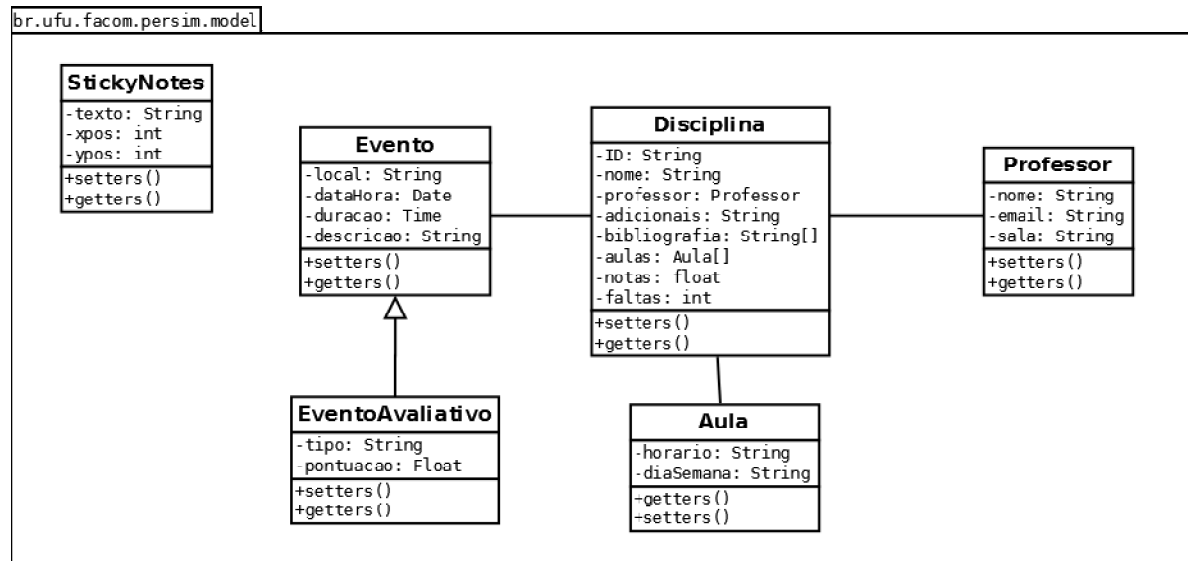 br.ufu.facom.persim.model
StickyNotes
-texto: String
-xpos: int
-ypos: int
+setters()
+getters()
Evento
-local: String
-dataHora: Date
-duracao: Time
-descricao: String
+setters()
+getters()
Disciplina
-ID: String
-nome: String
-professor: Professor
-adicionais: String
-bibliografia: String[]
-aulas: Aula[]
-notas: float
-faltas: int
+setters()
+getters()
Professor
-nome: String
-email: String
-sala: String
+setters()
+getters()
EventoAvaliativo
-tipo: String
-pontuacao: Float
+setters()
+getters()
Aula
-horario: String
-diaSemana: String
+getters()
+setters()